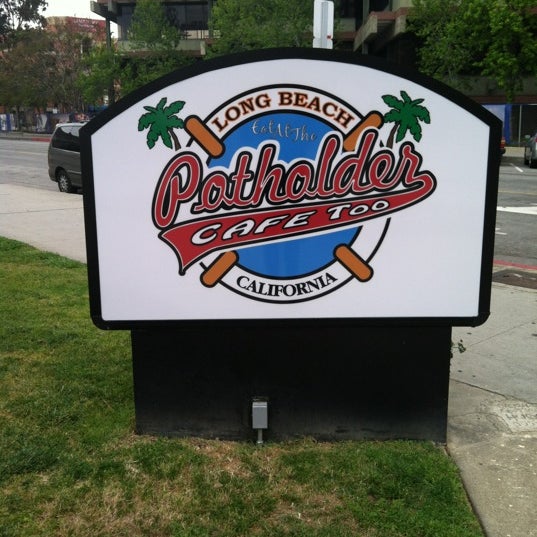 LONG BEACH
Eat At The
Potholder
CAFE TOO
CALIFORNIA